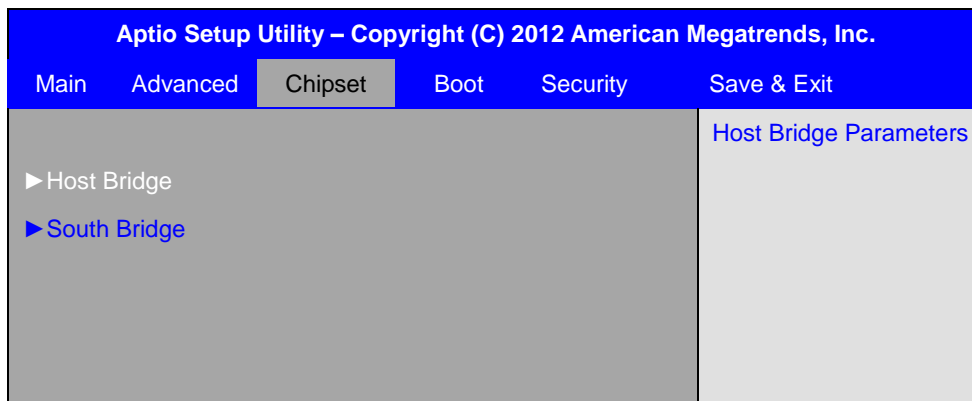 Aptio Setup Utility – Copyright (C) 2012 American Megatrends, Inc.
Main Advanced Chipset Boot Security Save & Exit
Host Bridge Parameters
►Host Bridge
►South Bridge